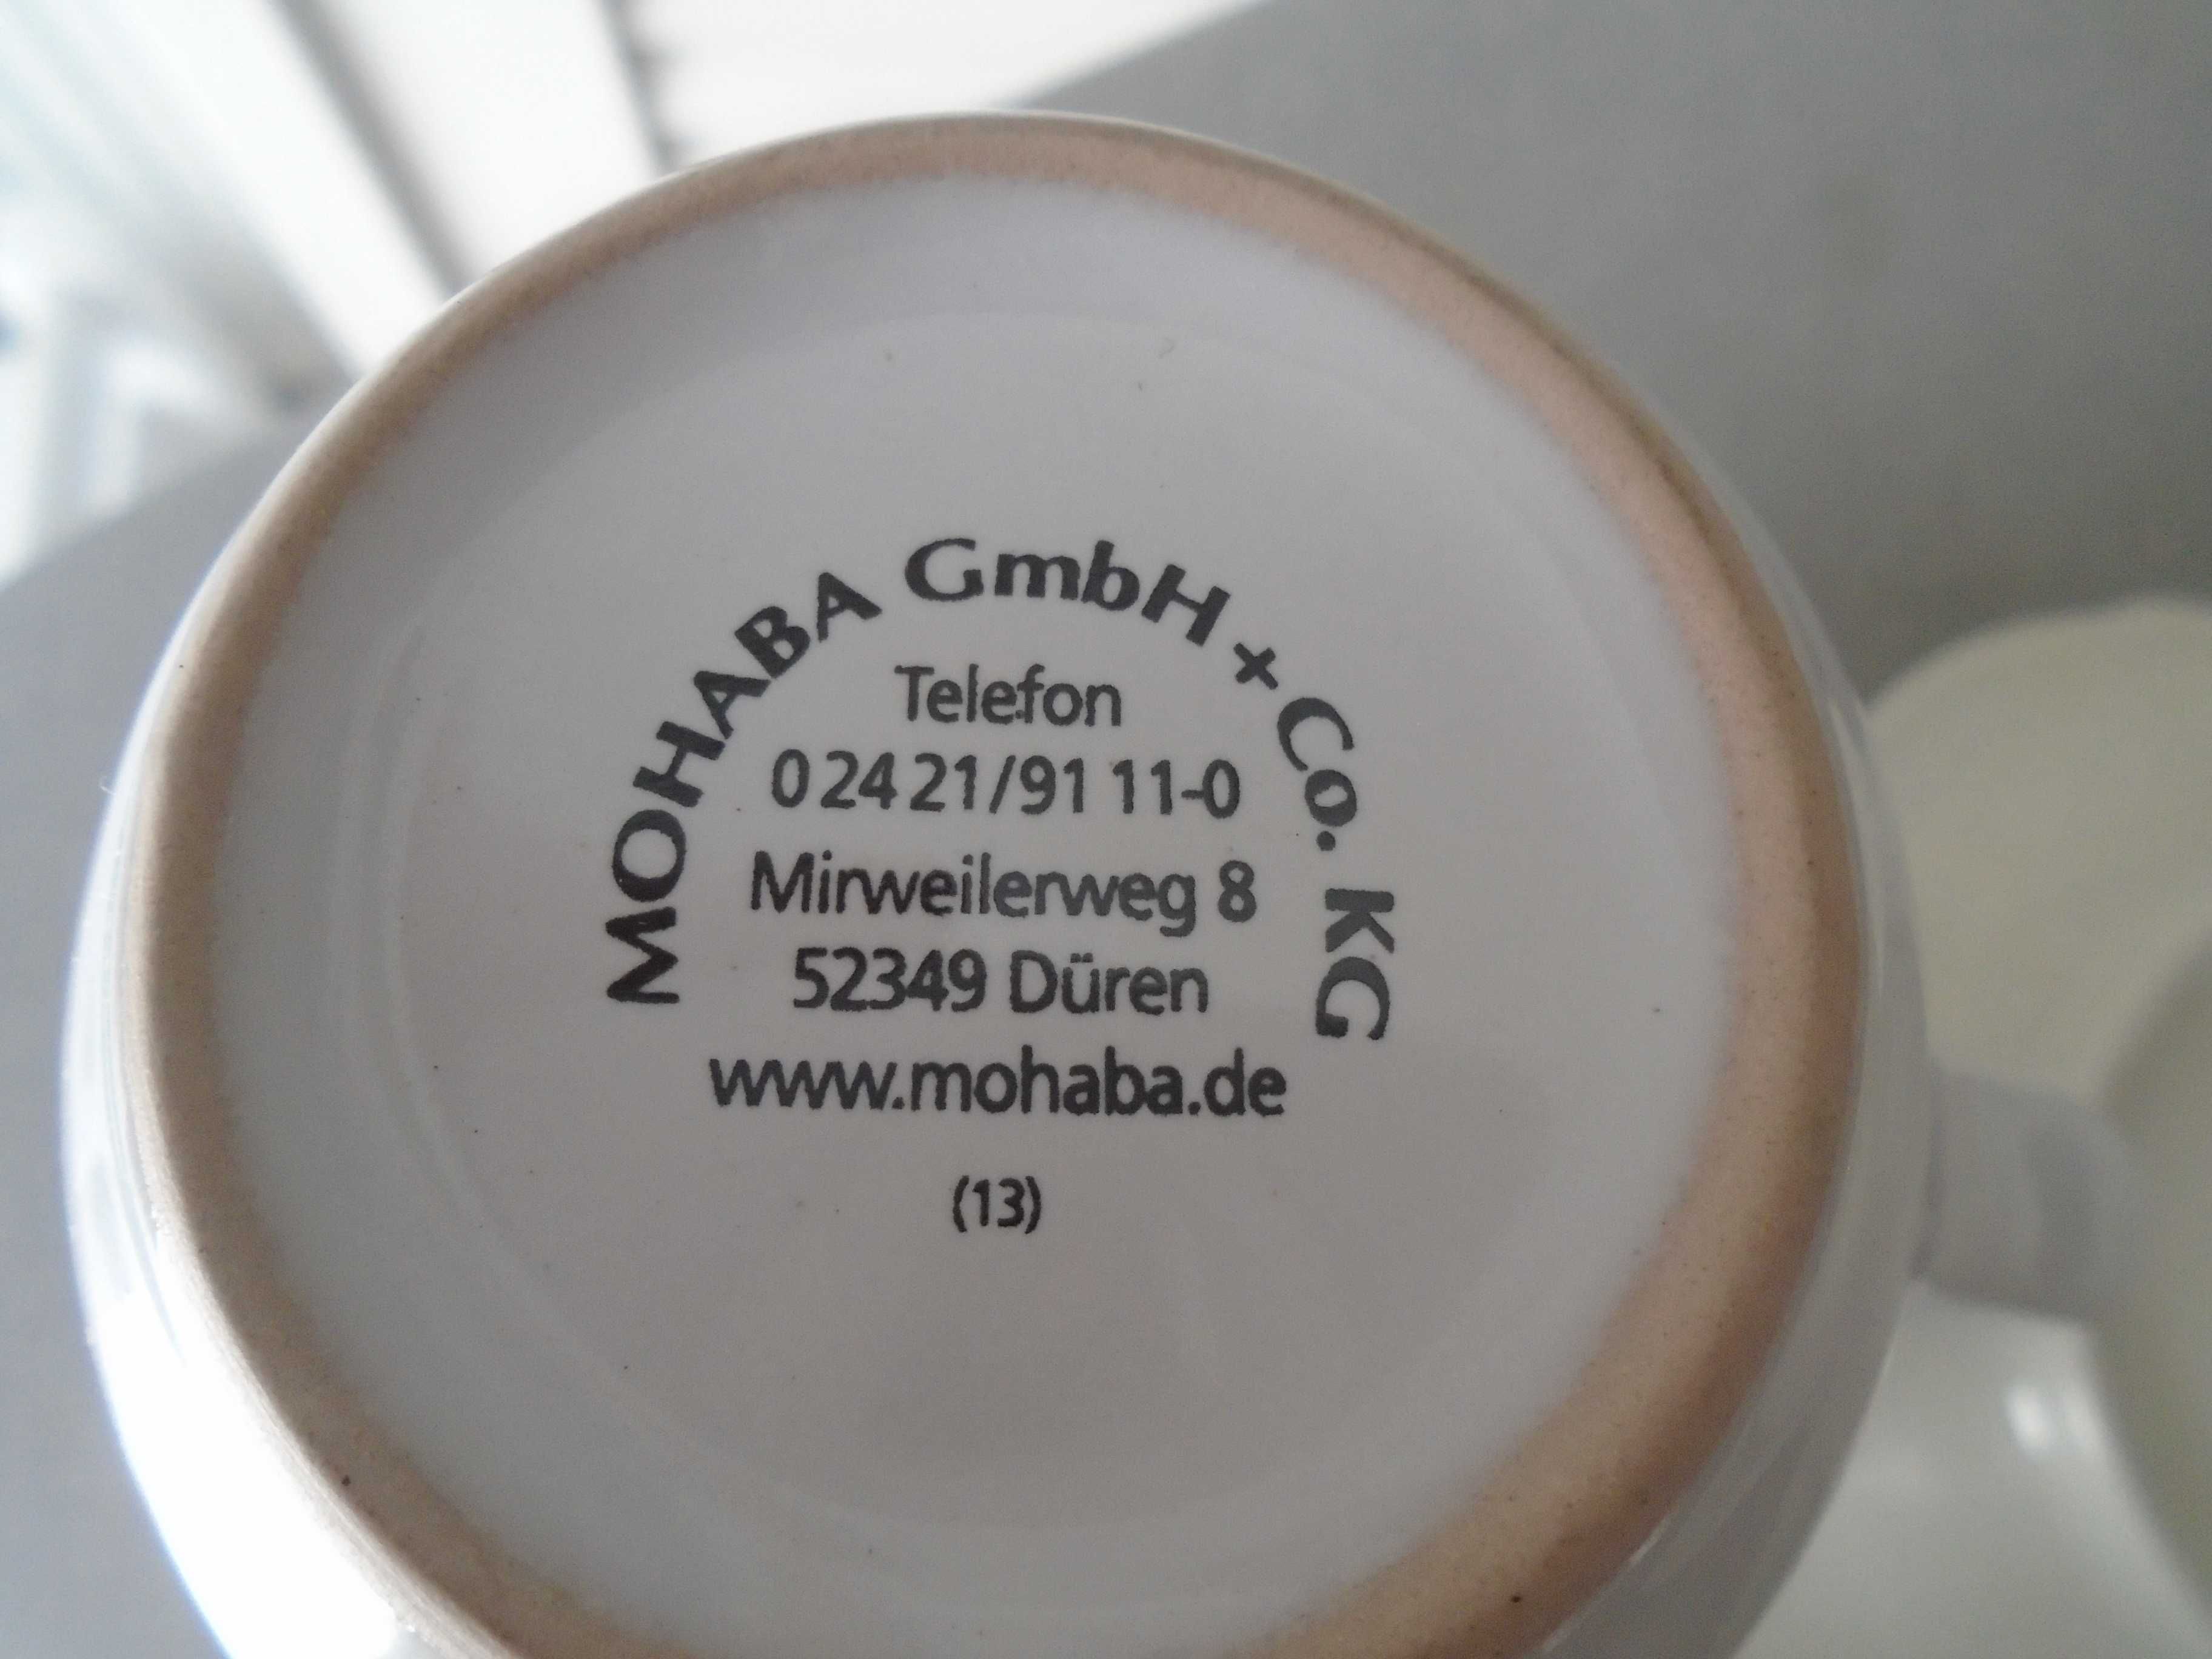 MOHABA GmbH + Co. KG
Telefon
0 24 21/91 11-0
Mirweilerweg 8
52349 Düren
www.mohaba.de
(13)